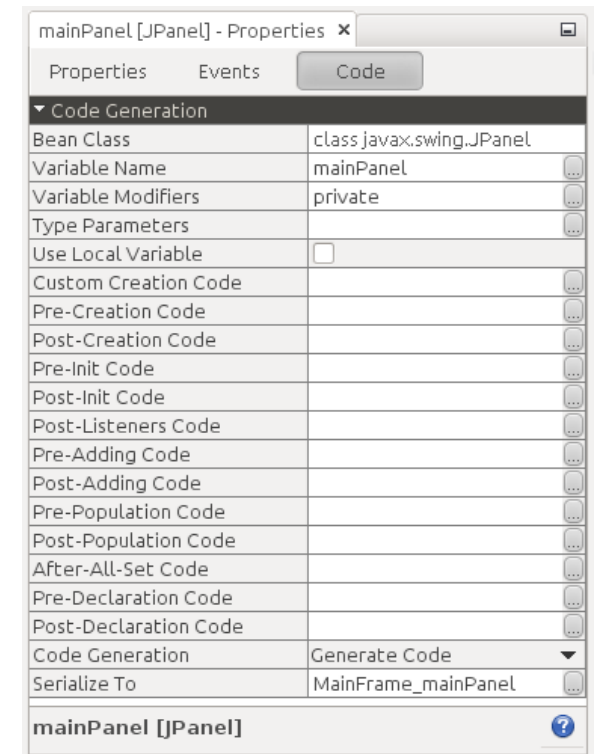 mainPanel [JPanel] - Properties ×
Properties Events Code
Code Generation
Bean Class class javax.swing.JPanel
Variable Name mainPanel ...
Variable Modifiers private ...
Type Parameters ...
Use Local Variable
Custom Creation Code ...
Pre-Creation Code ...
Post-Creation Code ...
Pre-Init Code ...
Post-Init Code ...
Post-Listeners Code ...
Pre-Adding Code ...
Post-Adding Code ...
Pre-Population Code ...
Post-Population Code ...
After-All-Set Code ...
Pre-Declaration Code ...
Post-Declaration Code ...
Code Generation Generate Code
Serialize To MainFrame_mainPanel ...
mainPanel [JPanel] ?